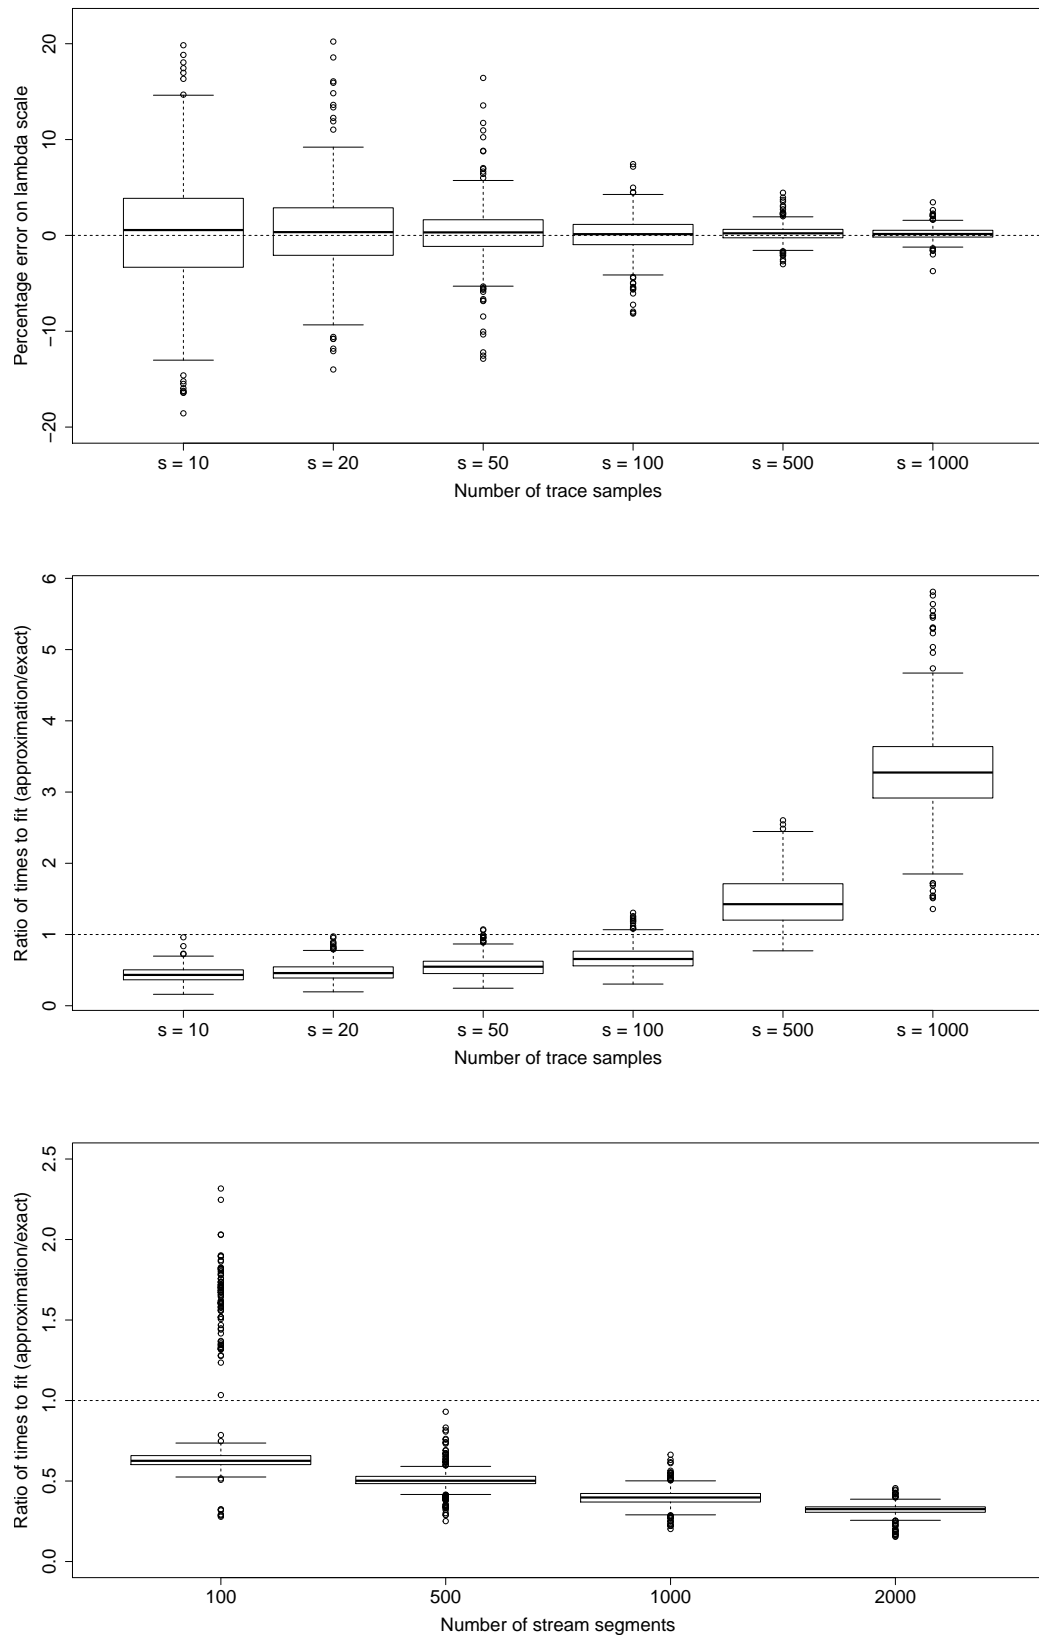 Percentage error on lambda scale
20
10
0
−10
−20
s = 10 s = 20 s = 50 s = 100 s = 500 s = 1000
Number of trace samples
Ratio of times to fit (approximation/exact)
6
5
4
3
2
1
0
s = 10 s = 20 s = 50 s = 100 s = 500 s = 1000
Number of trace samples
Ratio of times to fit (approximation/exact)
2.5
2.0
1.5
1.0
0.5
0.0
100 500 1000 2000
Number of stream segments